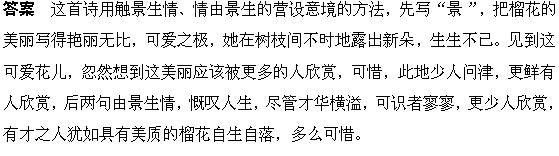 答案　这首诗用触景生情、情由景生的营设意境的方法，先写“景”，把榴花的
美丽写得艳丽无比，可爱之极，她在树枝间不时地露出新朵，生生不已。见到这
可爱花儿，忽然想到这美丽应该被更多的人欣赏，可惜，此地少人问津，更鲜有
人欣赏，后两句由景生情，慨叹人生，尽管才华横溢，可识者寥寥，更少人欣赏，
有才之人犹如具有美质的榴花自生自落，多么可惜。